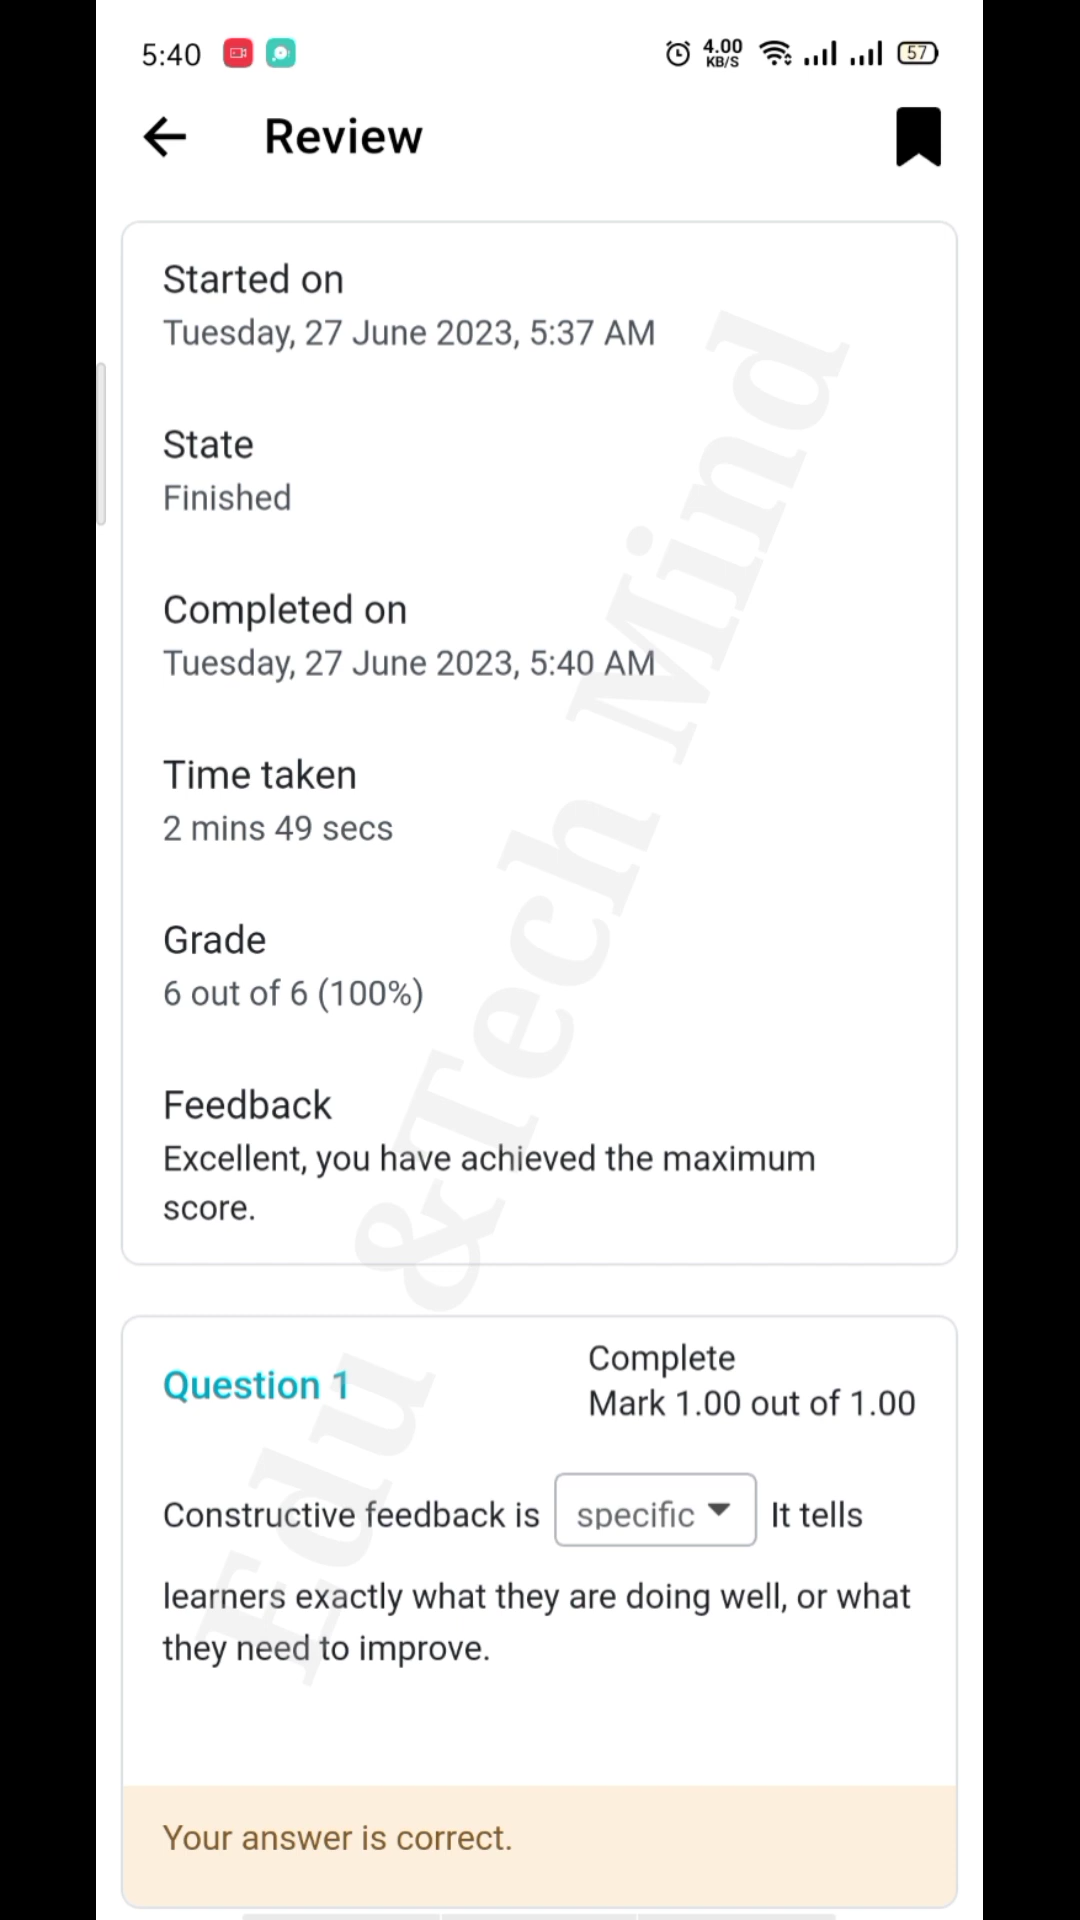 5:40
4.00
KB/S
57
Review
Started on
Tuesday, 27 June 2023, 5:37 AM
State
Finished
Completed on
Tuesday, 27 June 2023, 5:40 AM
Time taken
2 mins 49 secs
Grade
6 out of 6 (100%)
Feedback
Excellent, you have achieved the maximum
score.
Question 1
Complete
Mark 1.00 out of 1.00
Constructive feedback is specific It tells
learners exactly what they are doing well, or what
they need to improve.
Your answer is correct.
Edu &Tech Mind